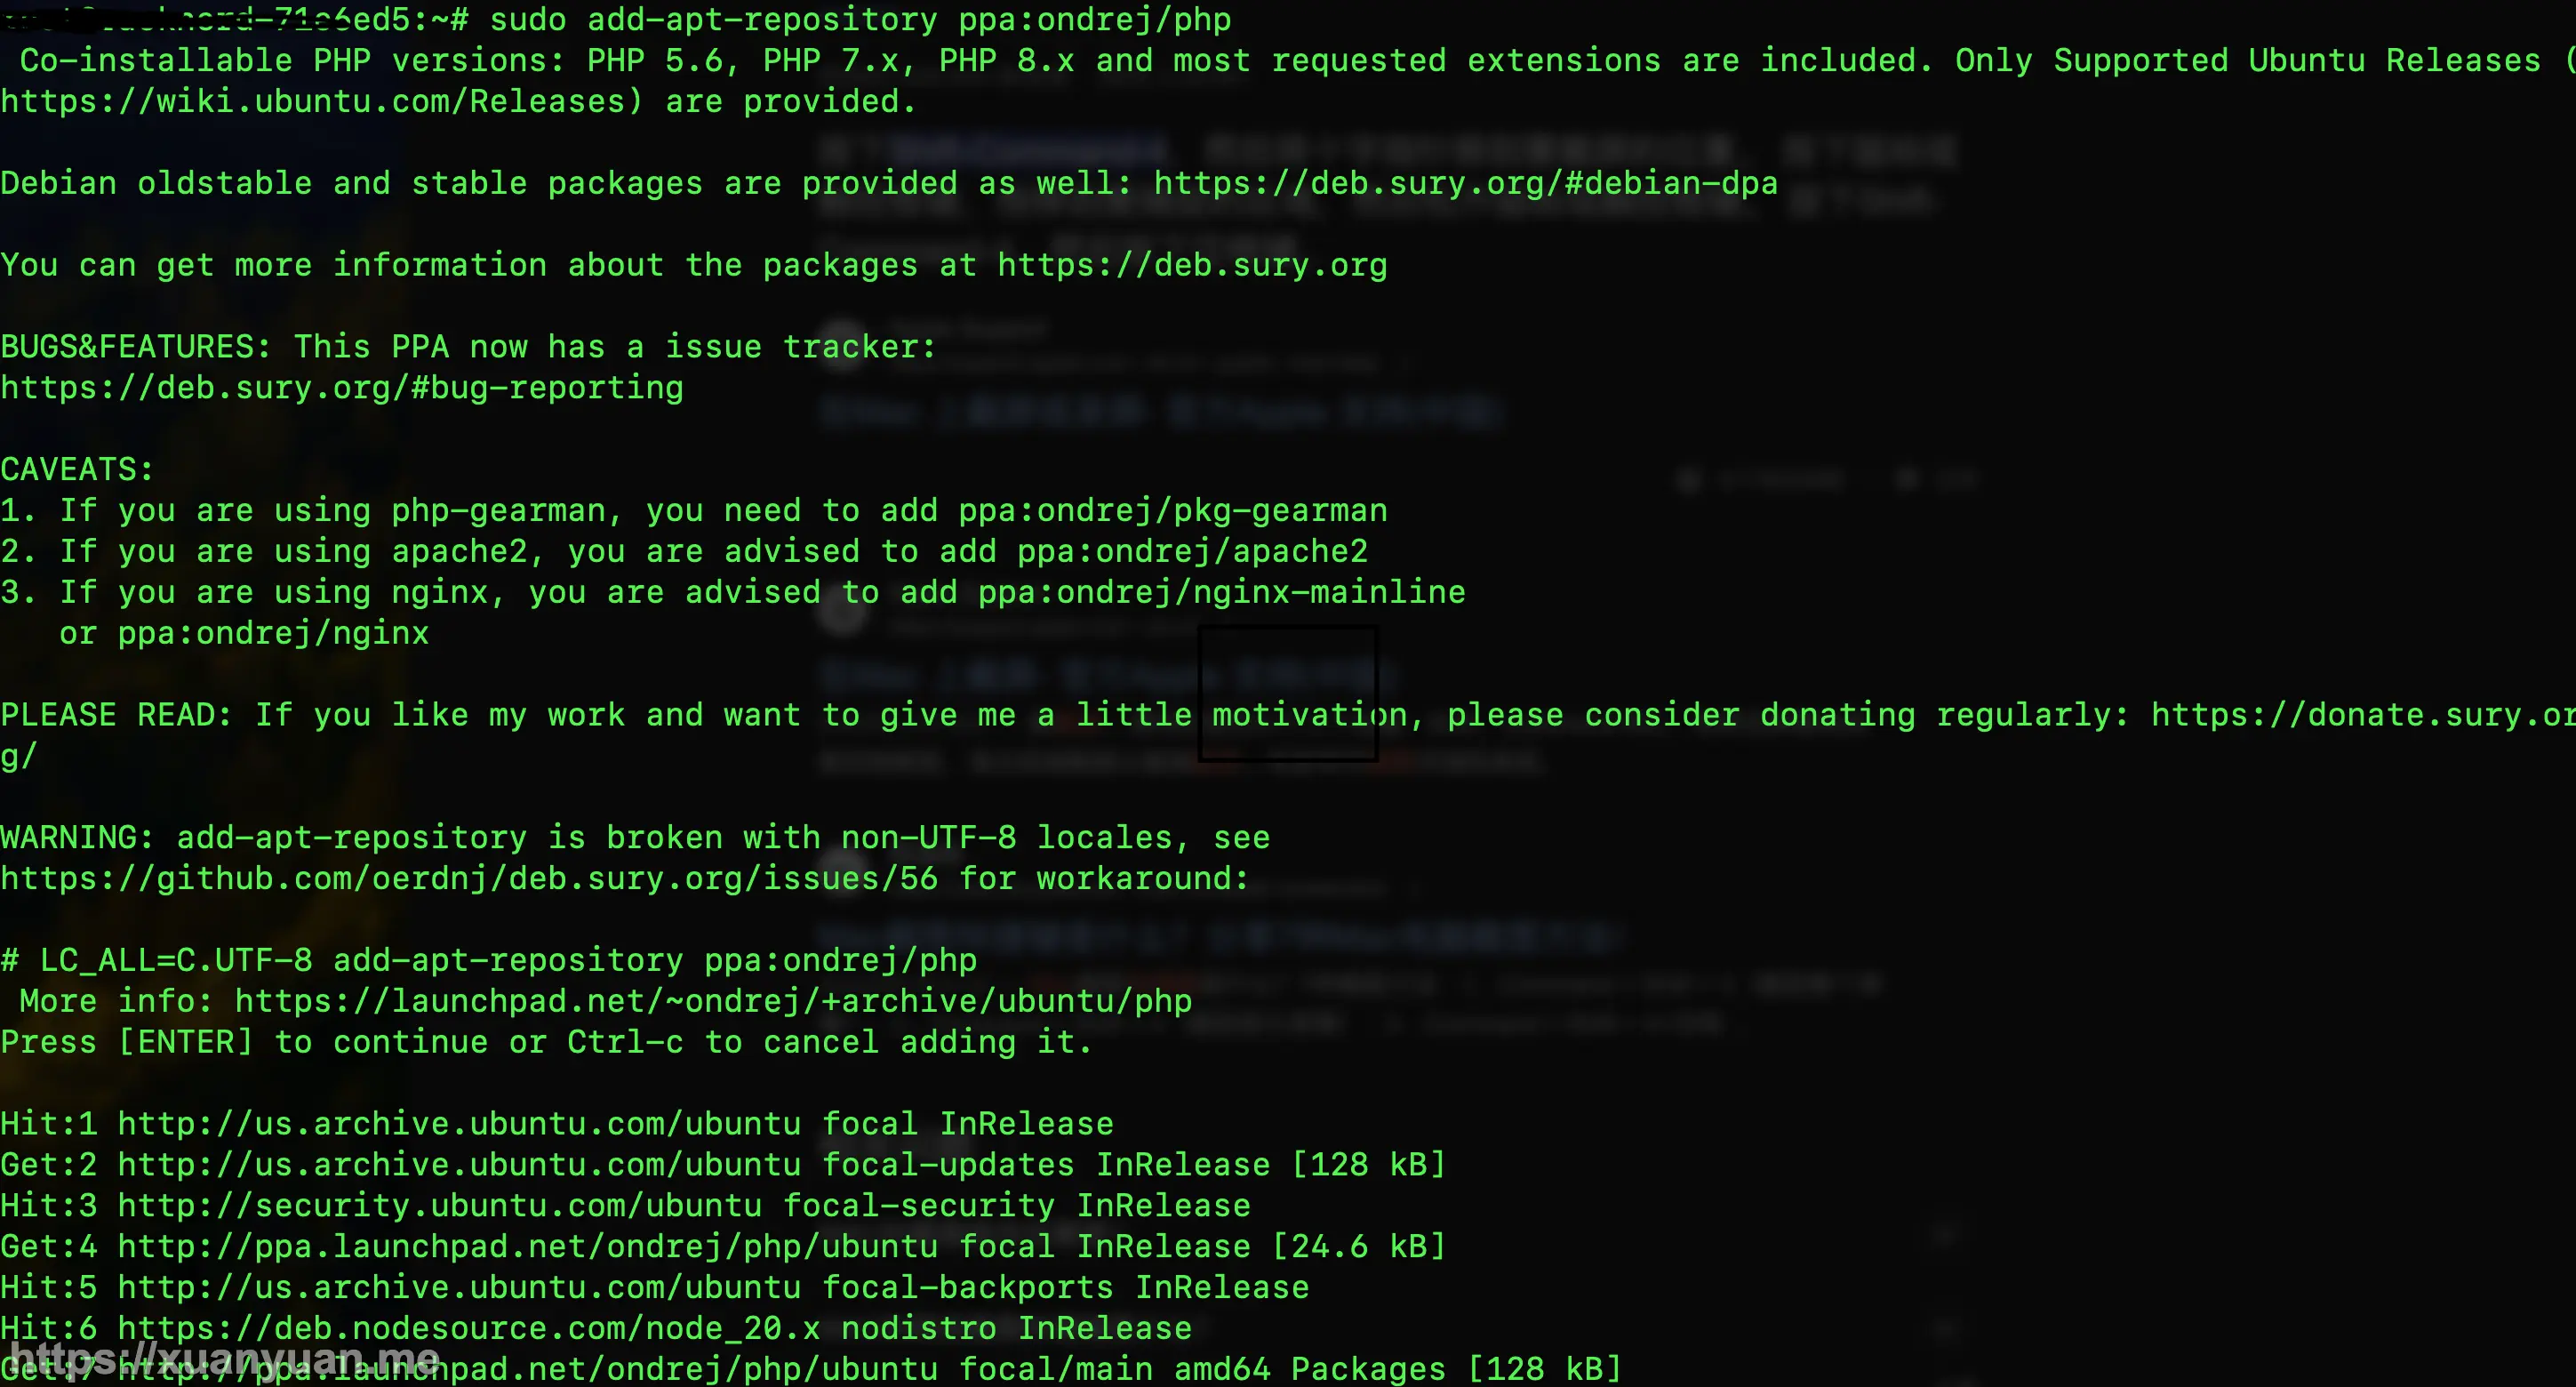 ed5:~# sudo add-apt-repository ppa:ondrej/php
Co-installable PHP versions: PHP 5.6, PHP 7.x, PHP 8.x and most requested extensions are included. Only Supported Ubuntu Releases (
https://wiki.ubuntu.com/Releases) are provided.
Debian oldstable and stable packages are provided as well: https://deb.sury.org/#debian-dpa
You can get more information about the packages at https://deb.sury.org
BUGS&FEATURES: This PPA now has a issue tracker:
https://deb.sury.org/#bug-reporting
CAVEATS:
1. If you are using php-gearman, you need to add ppa:ondrej/pkg-gearman
2. If you are using apache2, you are advised to add ppa:ondrej/apache2
3. If you are using nginx, you are advised to add ppa:ondrej/nginx-mainline
or ppa:ondrej/nginx
PLEASE READ: If you like my work and want to give me a little motivation, please consider donating regularly: https://donate.sury.or
g/
WARNING: add-apt-repository is broken with non-UTF-8 locales, see
https://github.com/oerdnj/deb.sury.org/issues/56 for workaround:
# LC_ALL=C.UTF-8 add-apt-repository ppa:ondrej/php
More info: https://launchpad.net/~ondrej/+archive/ubuntu/php
Press [ENTER] to continue or Ctrl-c to cancel adding it.
Hit:1 http://us.archive.ubuntu.com/ubuntu focal InRelease
Get:2 http://us.archive.ubuntu.com/ubuntu focal-updates InRelease [128 kB]
Hit:3 http://security.ubuntu.com/ubuntu focal-security InRelease
Get:4 http://ppa.launchpad.net/ondrej/php/ubuntu focal InRelease [24.6 kB]
Hit:5 http://us.archive.ubuntu.com/ubuntu focal-backports InRelease
Hit:6 https://deb.nodesource.com/node_20.x nodistro InRelease
Get:7 http://ppa.launchpad.net/ondrej/php/ubuntu focal/main amd64 Packages [128 kB]
https://xuanyuan.me